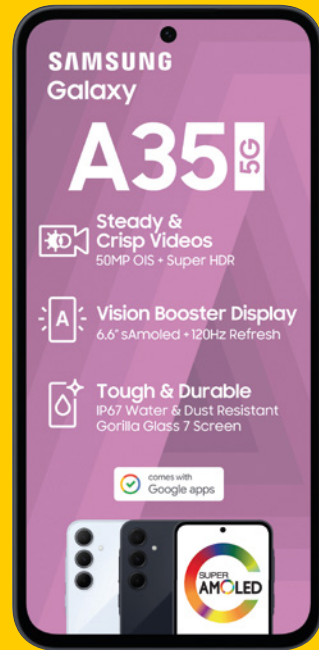 SAMSUNG
Galaxy
A35 5G
Steady &
Crisp Videos
50MP OIS + Super HDR
A
Vision Booster Display
6.6" sAmoled + 120Hz Refresh
Tough & Durable
IP67 Water & Dust Resistant
Gorilla Glass 7 Screen
comes with
Google apps
SUPER
AMOLED